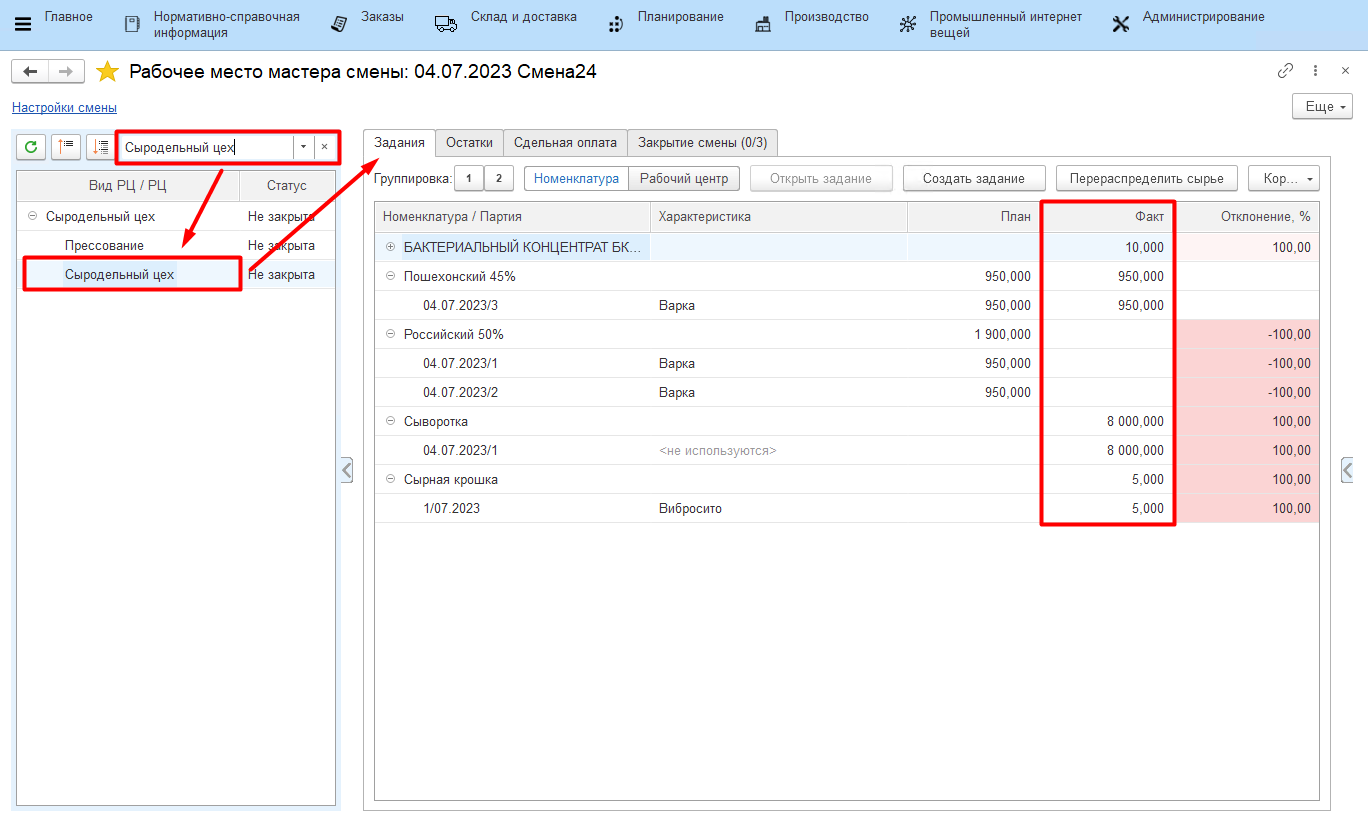 Главное
Нормативно-справочная
информация
Заказы
Склад и доставка
Планирование
Производство
Промышленный интернет
вещей
Администрирование
Рабочее место мастера смены: 04.07.2023 Смена24
Настройки смены
Еще
Сыродельный цех
Вид РЦ / РЦ Статус
Сыродельный цех Не закрыта
Прессование Не закрыта
Сыродельный цех Не закрыта
Задания Остатки Сдельная оплата Закрытие смены (0/3)
Группировка: 1 2 Номенклатура Рабочий центр Открыть задание Создать задание Перераспределить сырье Кор...
Номенклатура / Партия Характеристика План Факт Отклонение, %
БАКТЕРИАЛЬНЫЙ КОНЦЕНТРАТ БК... 10,000 100,00
Пошехонский 45% 950,000 950,000
04.07.2023/3 Варка 950,000 950,000
Российский 50% 1 900,000 -100,00
04.07.2023/1 Варка 950,000 -100,00
04.07.2023/2 Варка 950,000 -100,00
Сыворотка 8 000,000 100,00
04.07.2023/1 <не используются> 8 000,000 100,00
Сырная крошка 5,000 100,00
1/07.2023 Вибросито 5,000 100,00